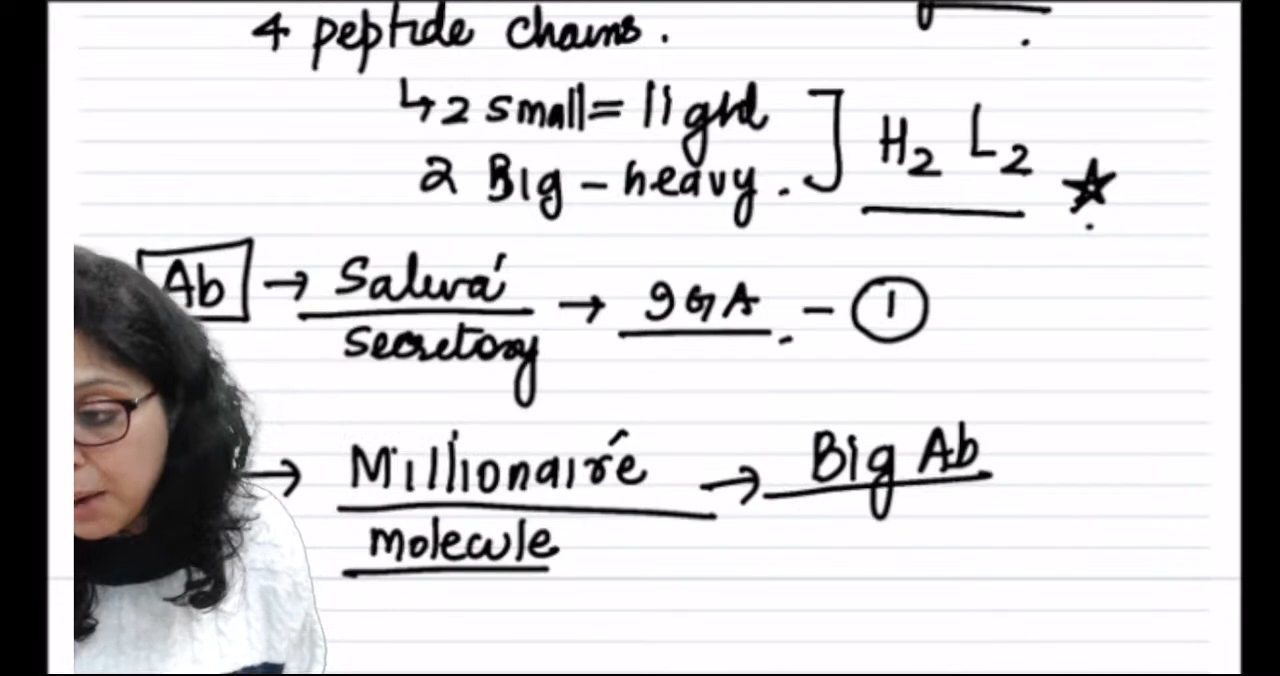 4 peptide chains.
↳ 2 small = light
2 Big - heavy. ] H2 L2 ☆
Ab → Saliva
secretory → IgA. - ①
→ Millionaire → Big Ab
molecule